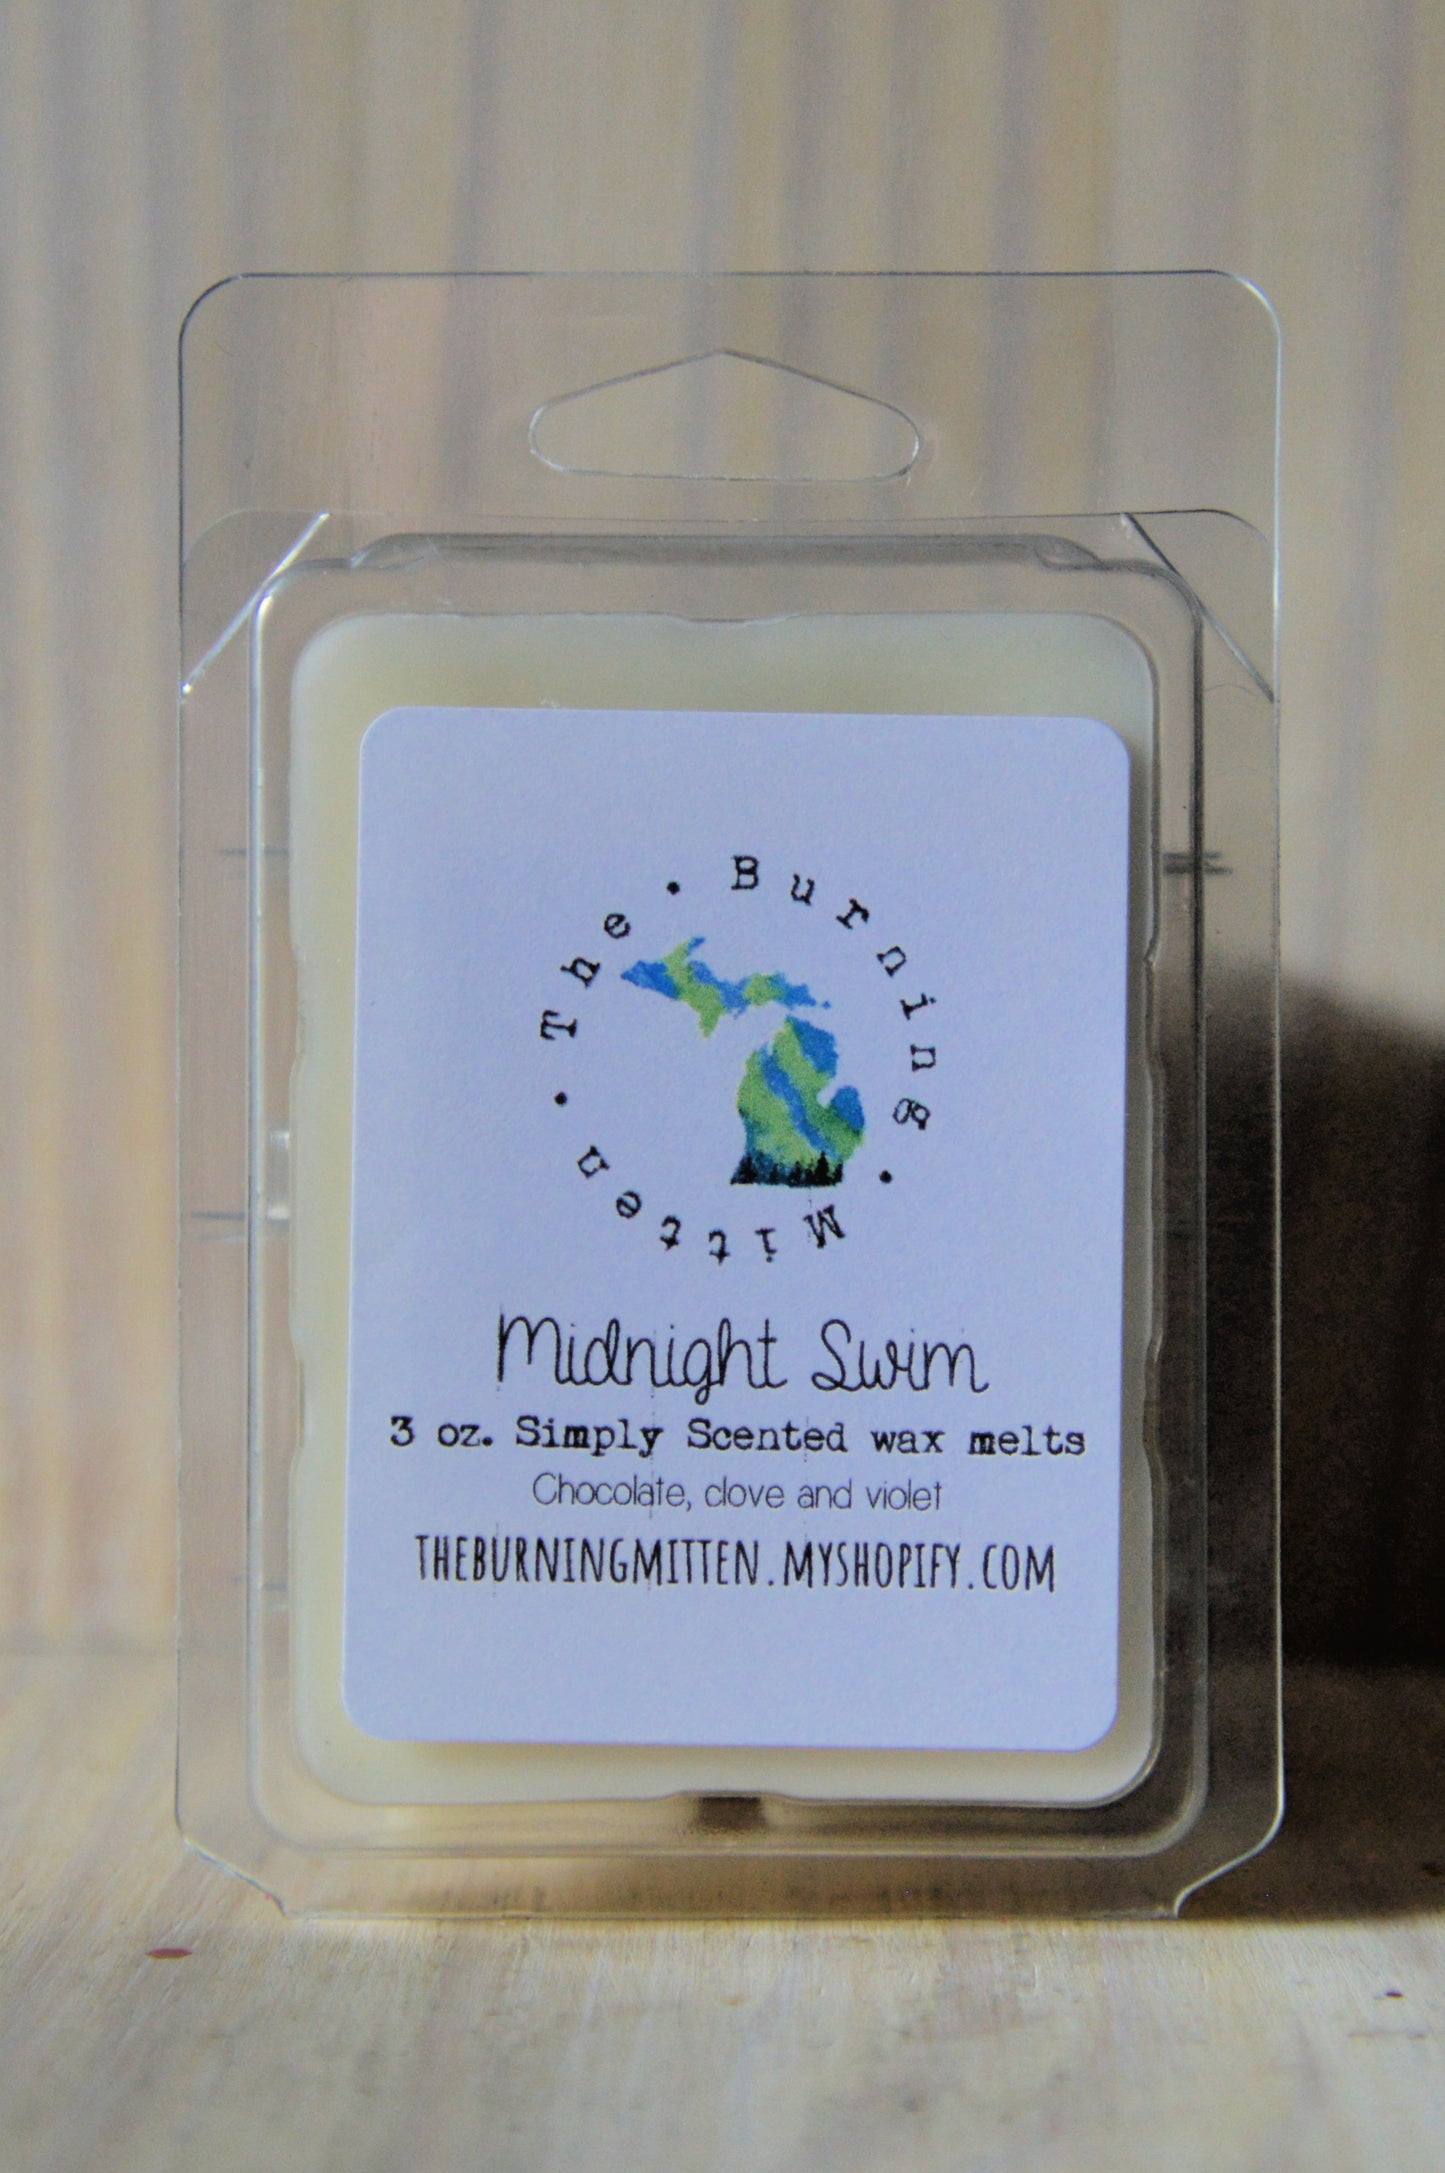 • The • Burning • Mitten
Midnight Swim
3 oz. Simply Scented wax melts
Chocolate, clove and violet
THEBURNINGMITTEN.MYSHOPIFY.COM